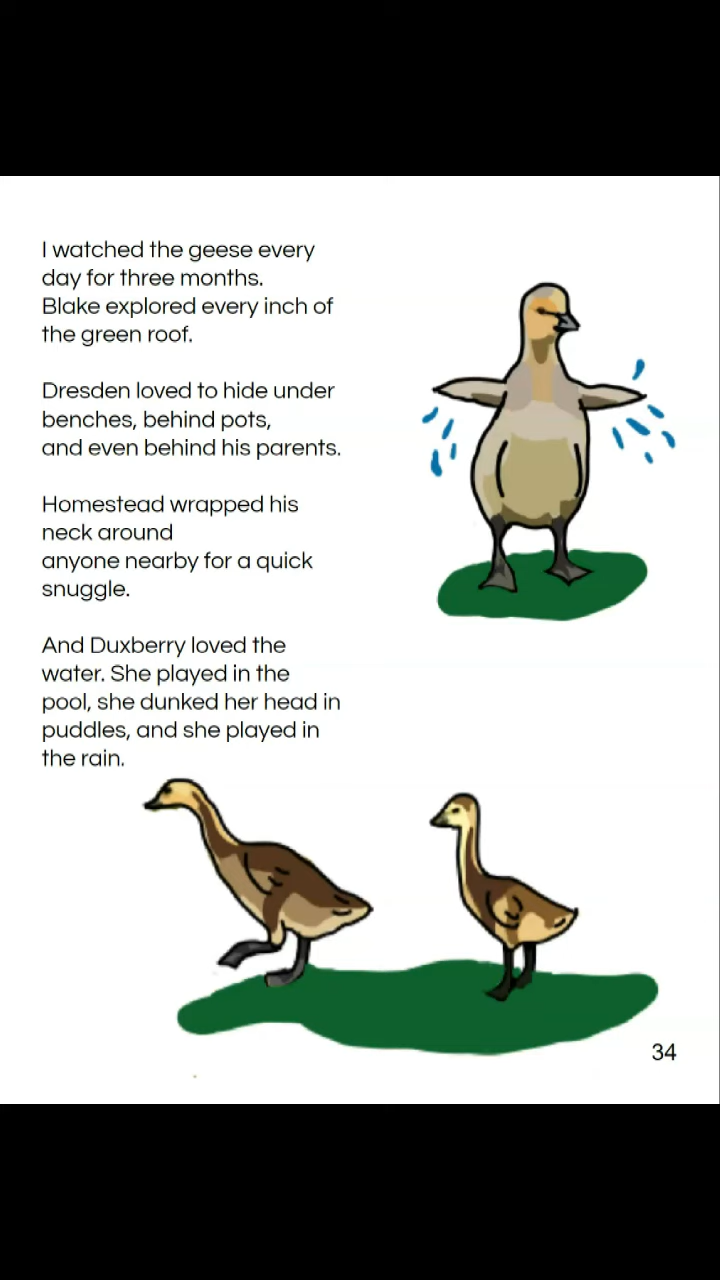 I watched the geese every
day for three months.
Blake explored every inch of
the green roof.
Dresden loved to hide under
benches, behind pots,
and even behind his parents.
Homestead wrapped his
neck around
anyone nearby for a quick
snuggle.
And Duxberry loved the
water. She played in the
pool, she dunked her head in
puddles, and she played in
the rain.
34